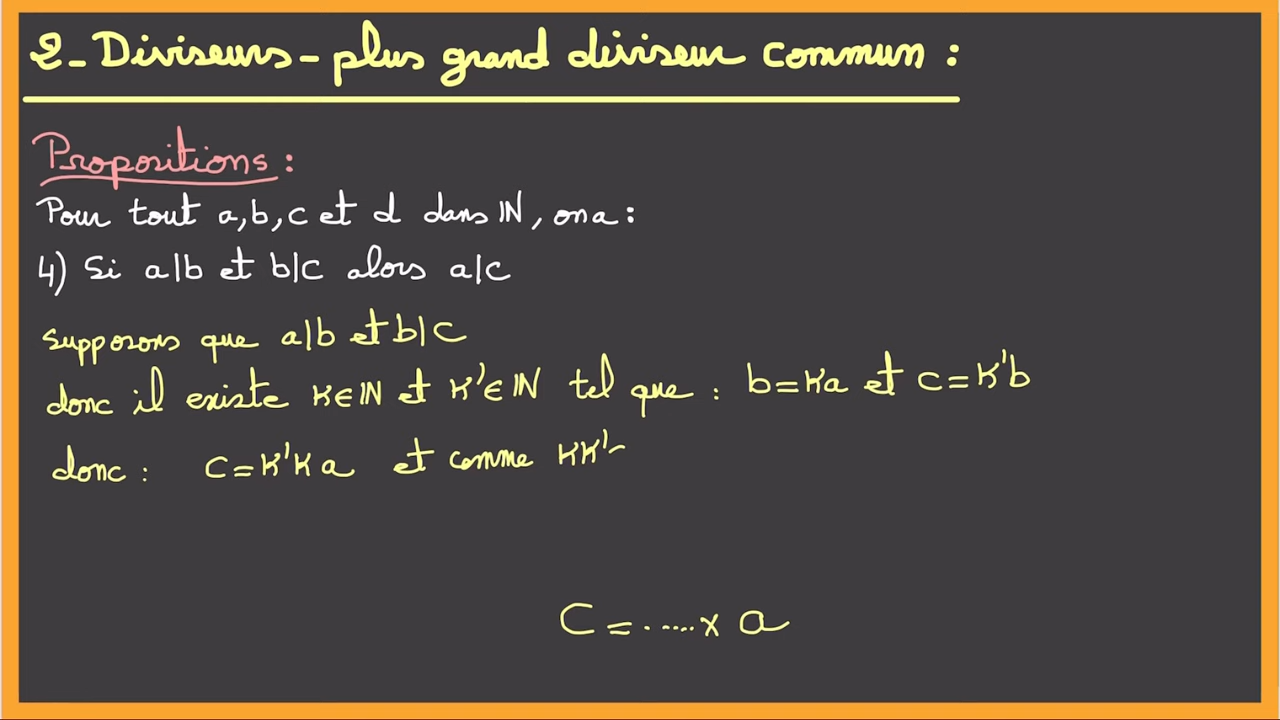 2-Diviseurs-plus grand diviseur commun :
Propositions :
Pour tout a,b,c et d dans ℕ, on a :
4) Si a|b et b|c alors a|c
supposons que a|b et b|c
donc il existe K∈ℕ et K'∈ℕ tel que : b=Ka et c=K'b
donc : c=K'Ka et comme KK'
C=.....x a